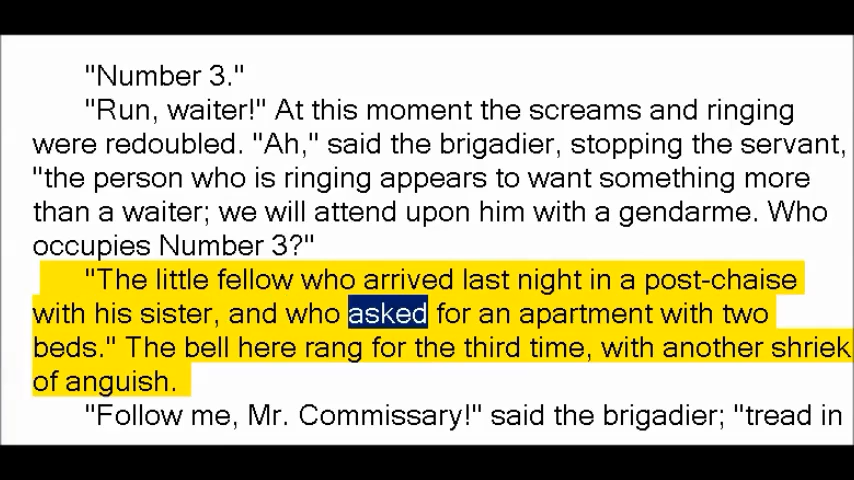 "Number 3."
"Run, waiter!" At this moment the screams and ringing
were redoubled. "Ah," said the brigadier, stopping the servant,
"the person who is ringing appears to want something more
than a waiter; we will attend upon him with a gendarme. Who
occupies Number 3?"
"The little fellow who arrived last night in a post-chaise
with his sister, and who asked for an apartment with two
beds." The bell here rang for the third time, with another shriek
of anguish.
"Follow me, Mr. Commissary!" said the brigadier; "tread in